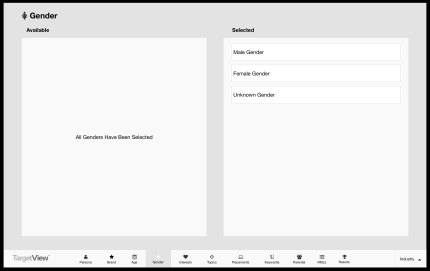 Gender
Available
Selected
All Genders Have Been Selected
Male Gender
Female Gender
Unknown Gender
TargetView
Persona
Brand
Age
Gender
Interests
Topics
Placements
Keywords
Parental
Results
Industry